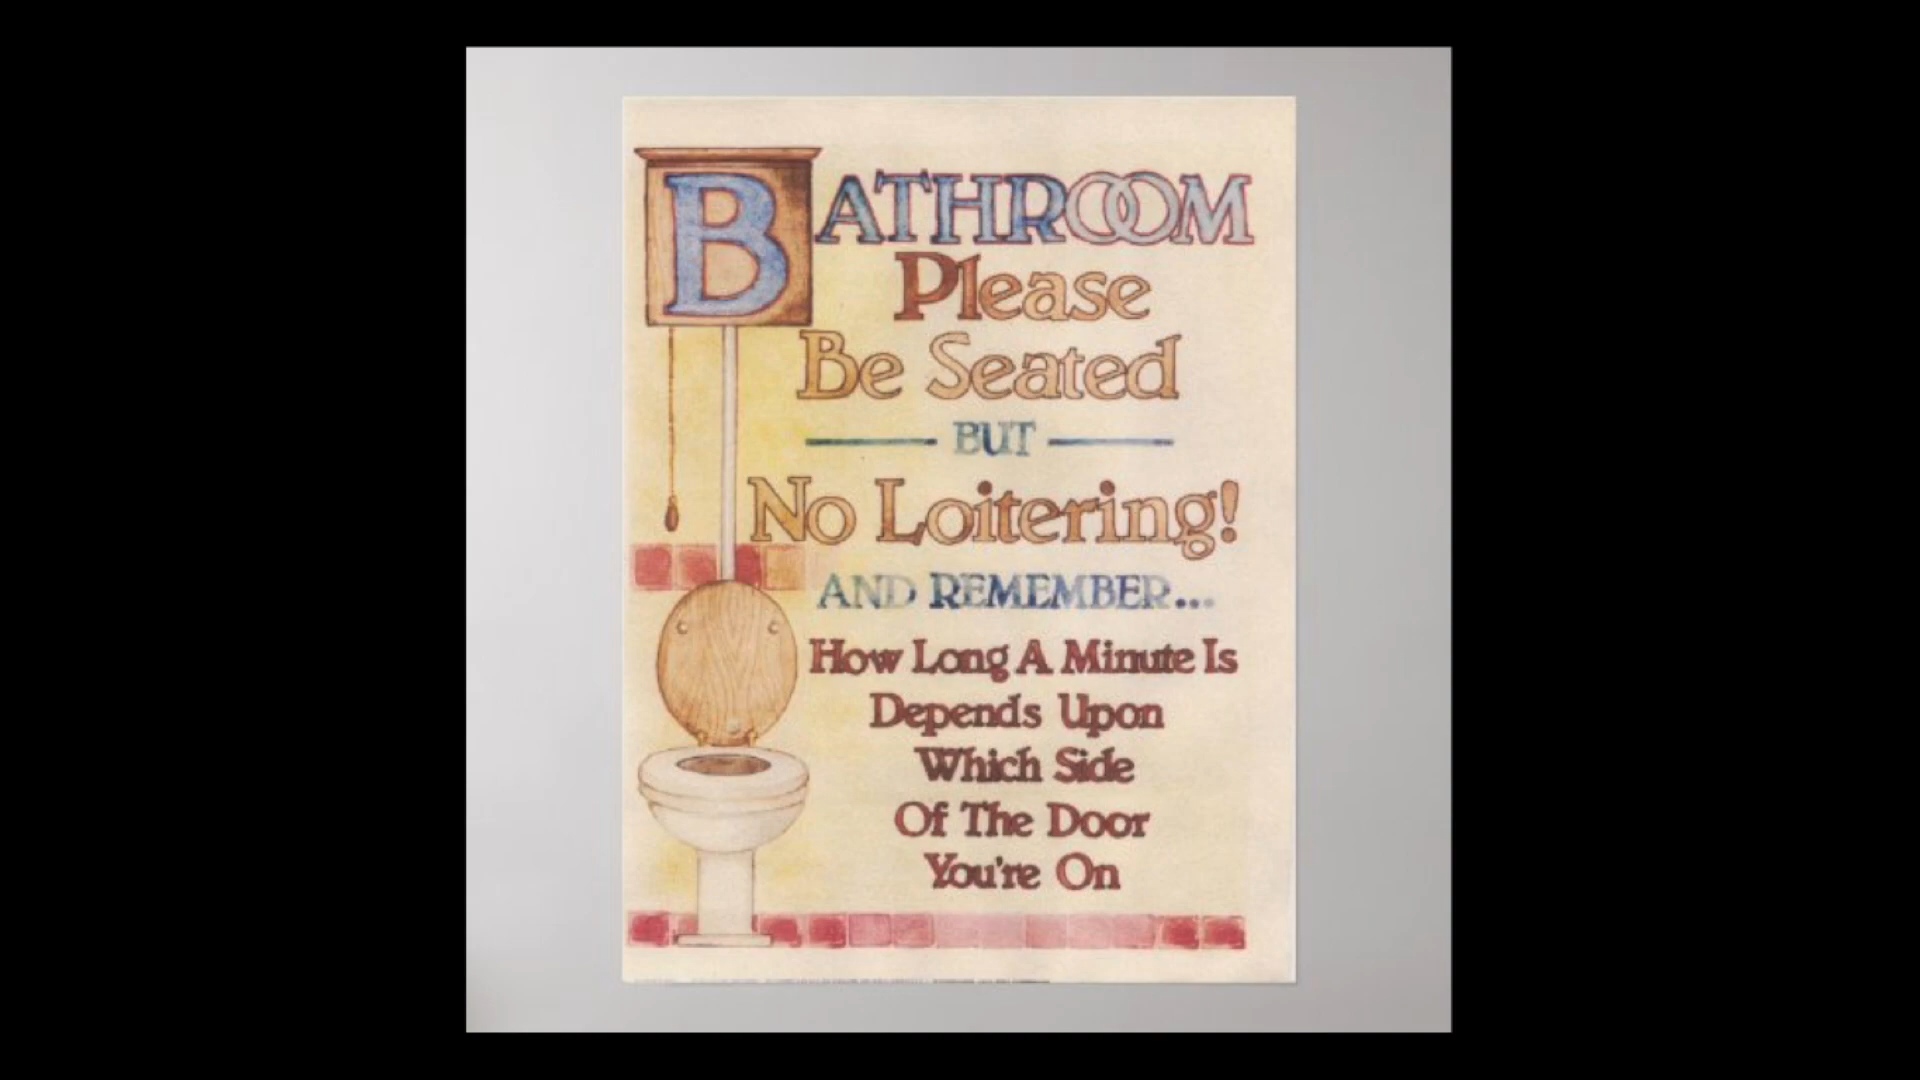 BATHROOM
Please
Be Seated
BUT
No Loitering!
AND REMEMBER...
How Long A Minute Is
Depends Upon
Which Side
Of The Door
You're On